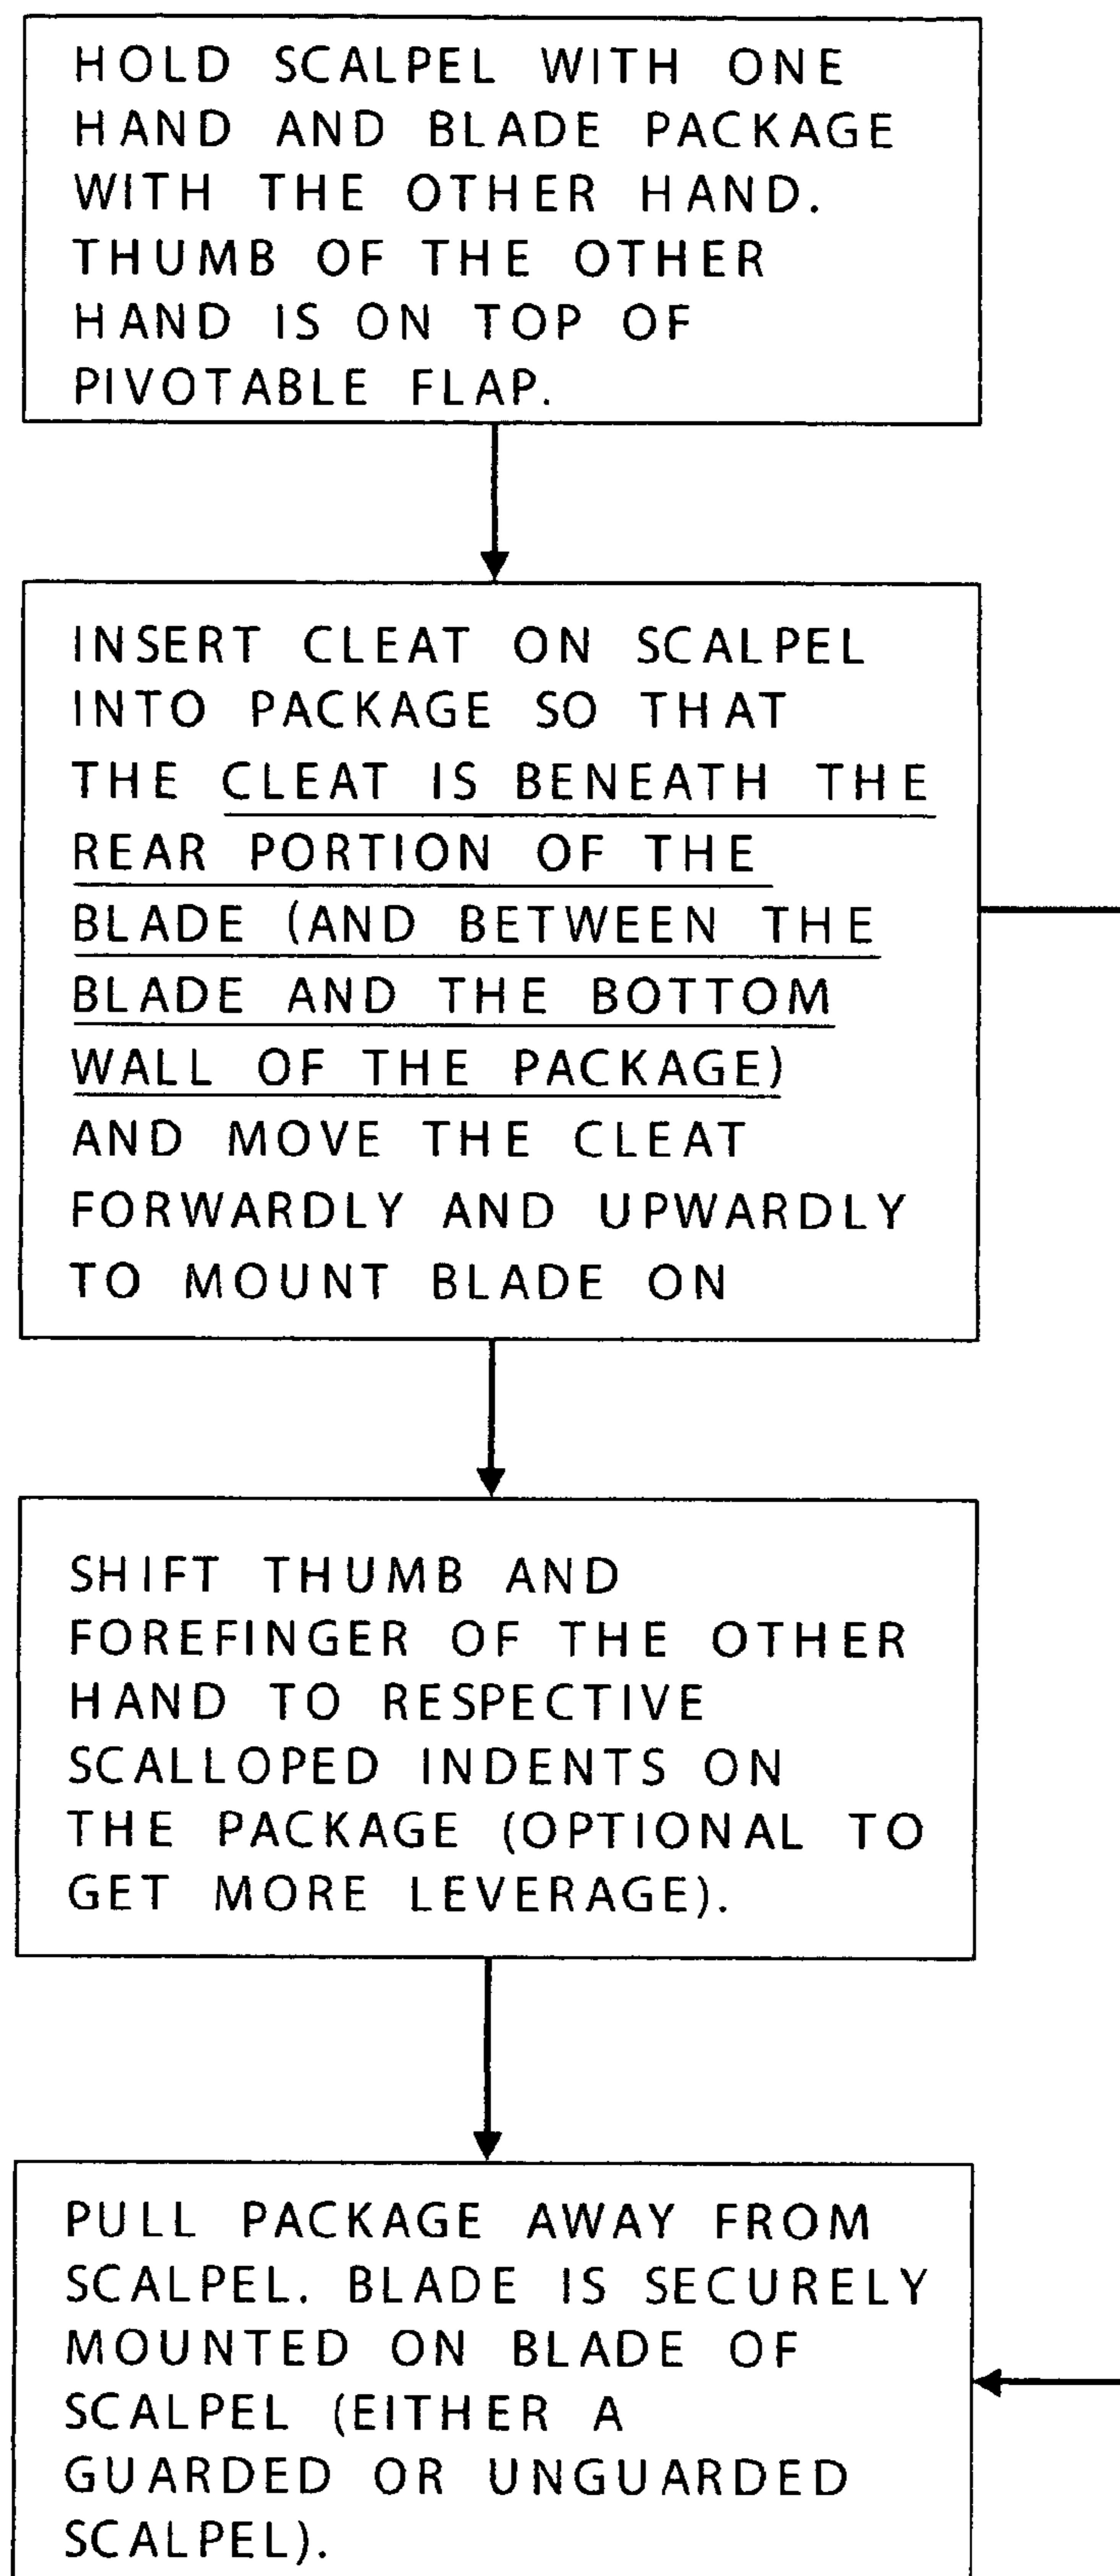 HOLD SCALPEL WITH ONE
HAND AND BLADE PACKAGE
WITH THE OTHER HAND.
THUMB OF THE OTHER
HAND IS ON TOP OF
PIVOTABLE FLAP.
INSERT CLEAT ON SCALPEL
INTO PACKAGE SO THAT
THE CLEAT IS BENEATH THE
REAR PORTION OF THE
BLADE (AND BETWEEN THE
BLADE AND THE BOTTOM
WALL OF THE PACKAGE)
AND MOVE THE CLEAT
FORWARDLY AND UPWARDLY
TO MOUNT BLADE ON
SHIFT THUMB AND
FOREFINGER OF THE OTHER
HAND TO RESPECTIVE
SCALLOPED INDENTS ON
THE PACKAGE (OPTIONAL TO
GET MORE LEVERAGE).
PULL PACKAGE AWAY FROM
SCALPEL. BLADE IS SECURELY
MOUNTED ON BLADE OF
SCALPEL (EITHER A
GUARDED OR UNGUARDED
SCALPEL).